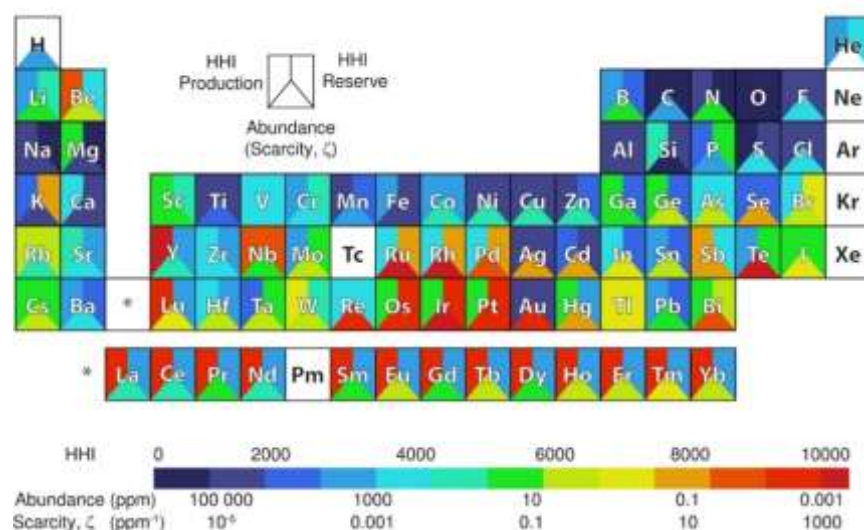 H He
HHI HHI
Production Reserve
Abundance
(Scarcity, ζ)
Li Be B C N O F Ne
Na Mg Al Si P S Cl Ar
K Ca Sc Ti V Cr Mn Fe Co Ni Cu Zn Ga Ge As Se Br Kr
Rb Sr Y Zr Nb Mo Tc Ru Rh Pd Ag Cd In Sn Sb Te I Xe
Cs Ba * Lu Hf Ta W Re Os Ir Pt Au Hg Tl Pb Bi
* La Ce Pr Nd Pm Sm Eu Gd Tb Dy Ho Er Tm Yb
HHI 0 2000 4000 6000 8000 10000
Abundance (ppm) 100 000 1000 10 0.1 0.001
Scarcity, ζ (ppm⁻¹) 10⁻⁵ 0.001 0.1 10 1000